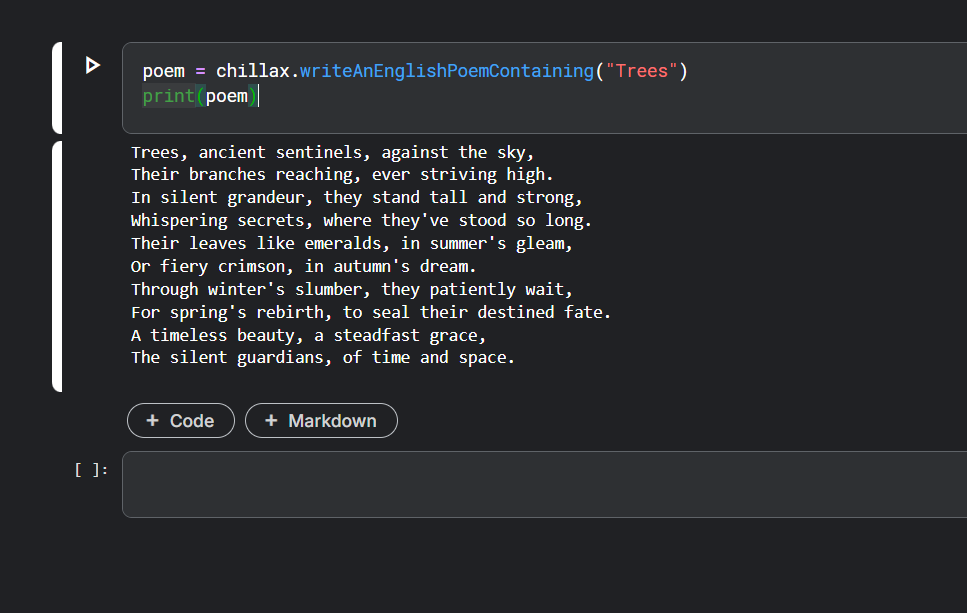 poem = chillax.writeAnEnglishPoemContaining("Trees")
print(poem)
Trees, ancient sentinels, against the sky,
Their branches reaching, ever striving high.
In silent grandeur, they stand tall and strong,
Whispering secrets, where they've stood so long.
Their leaves like emeralds, in summer's gleam,
Or fiery crimson, in autumn's dream.
Through winter's slumber, they patiently wait,
For spring's rebirth, to seal their destined fate.
A timeless beauty, a steadfast grace,
The silent guardians, of time and space.
+ Code + Markdown
[ ]: